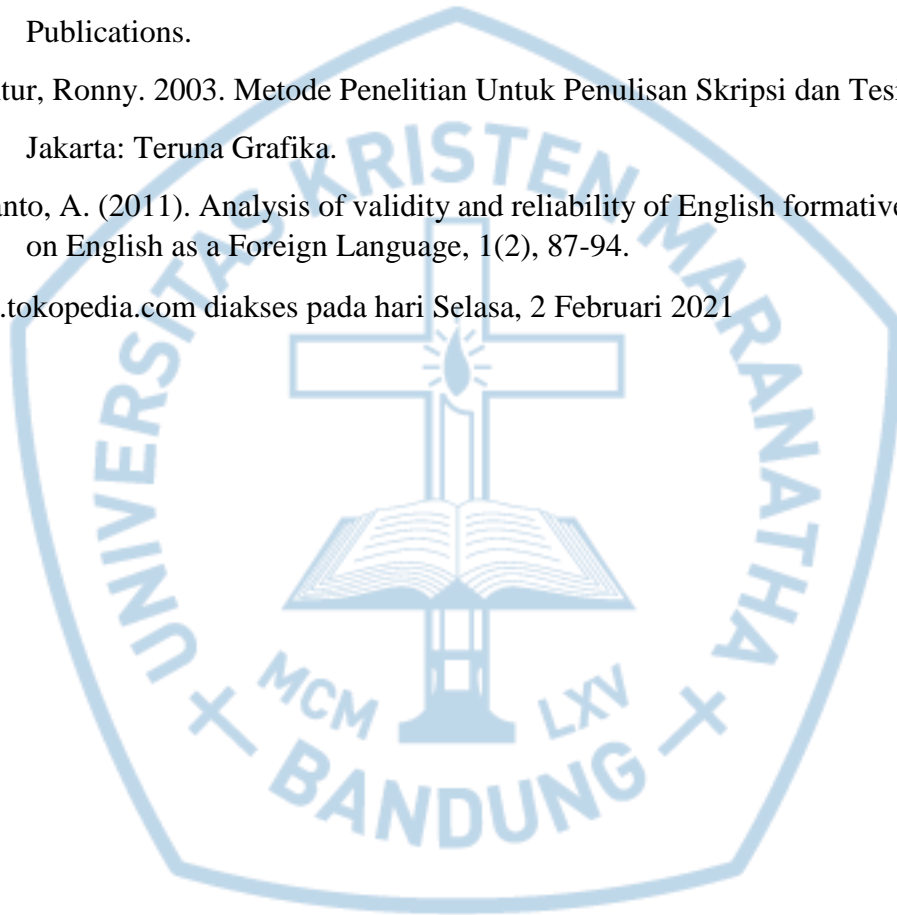 Publications.
tur, Ronny. 2003. Metode Penelitian Untuk Penulisan Skripsi dan Tes
Jakarta: Teruna Grafika.
anto, A. (2011). Analysis of validity and reliability of English formative
on English as a Foreign Language, 1(2), 87-94.
.tokopedia.com diakses pada hari Selasa, 2 Februari 2021
UNIVERSITAS KRISTEN MARANATHA
MCM LXV
BANDUNG